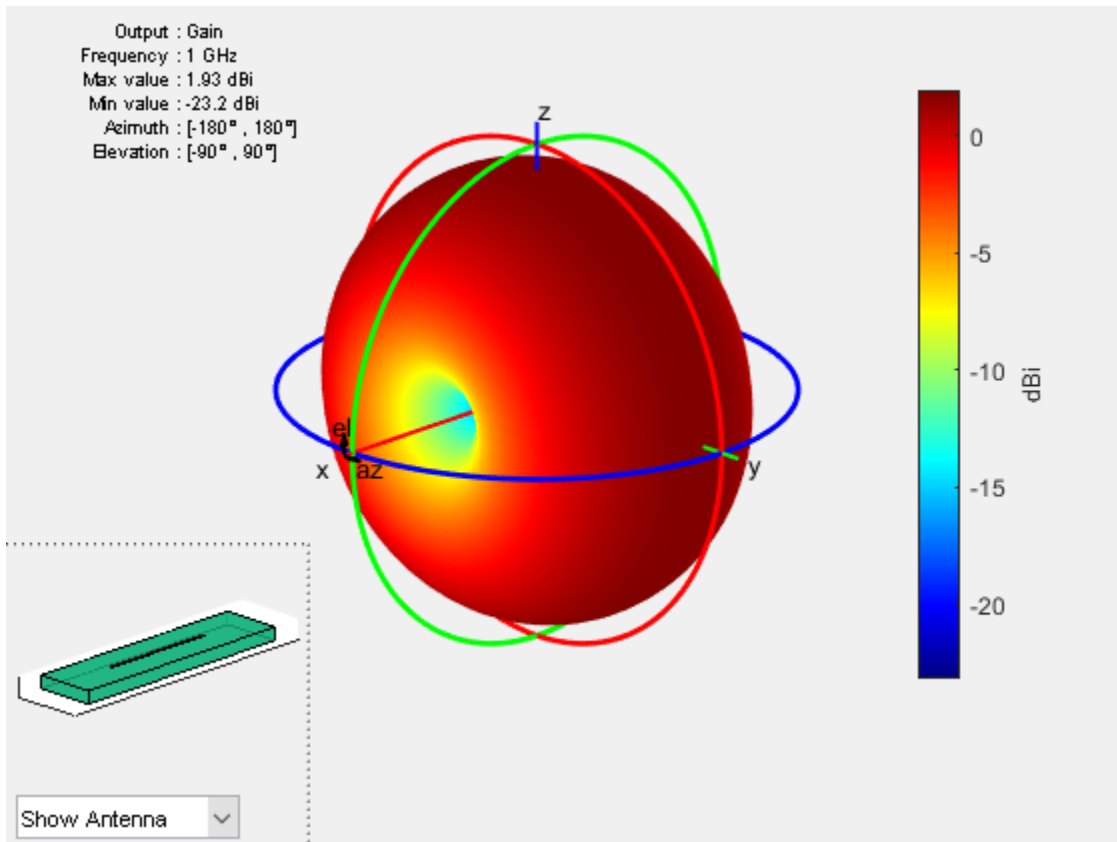 Output : Gain
Frequency : 1 GHz
Max value : 1.93 dBi
Min value : -23.2 dBi
Azimuth : [-180° , 180°]
Elevation : [-90° , 90°]
z
0
-5
-10
dBi
-15
-20
el
x
az
y
Show Antenna